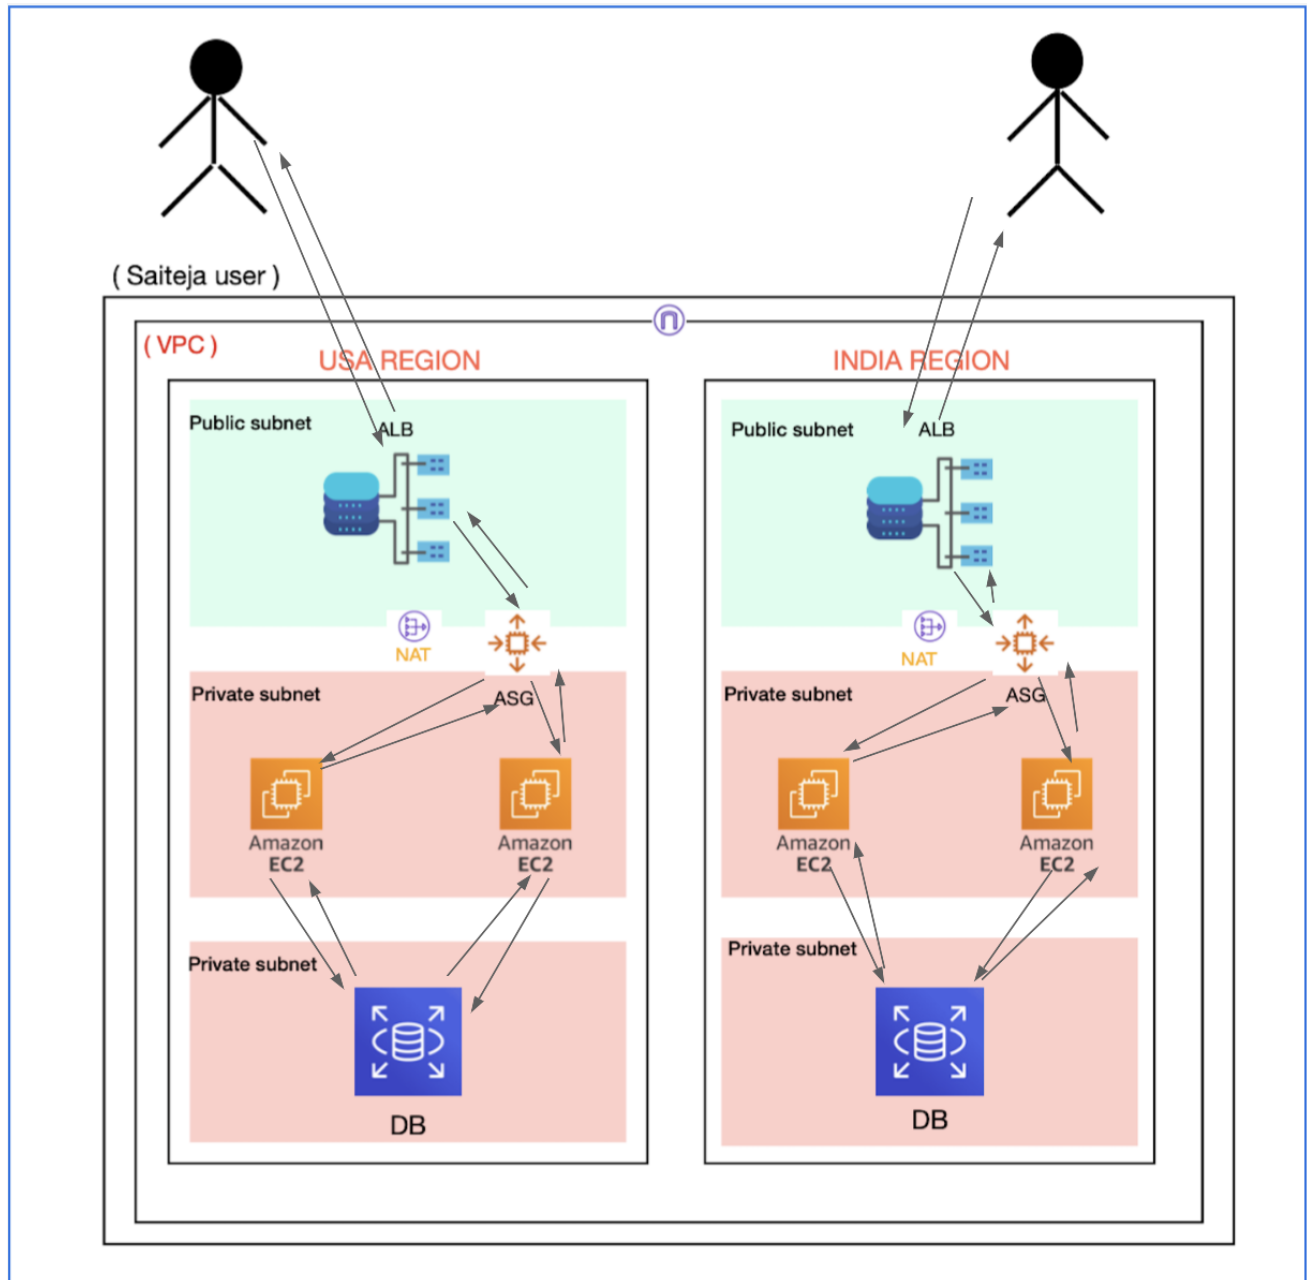 ( Saiteja user )
( VPC )
USA REGION
Public subnet
ALB
NAT
Private subnet
ASG
Amazon
EC2
Amazon
EC2
Private subnet
DB
INDIA REGION
Public subnet
ALB
NAT
Private subnet
ASG
Amazon
EC2
Amazon
EC2
Private subnet
DB